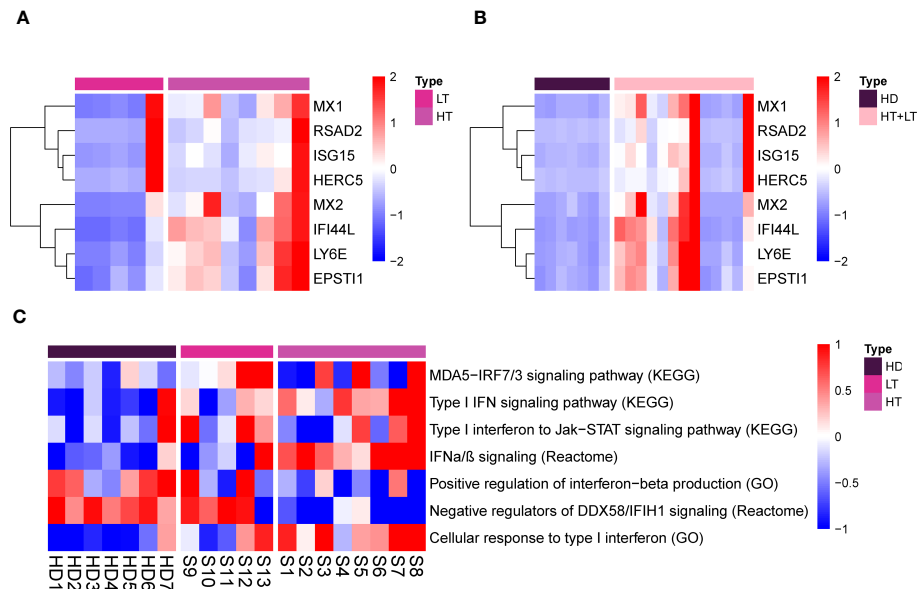 A
B
Type
LT
HT
2
1
0
−1
−2
MX1
RSAD2
ISG15
HERC5
MX2
IFI44L
LY6E
EPSTI1
Type
HD
HT+LT
2
1
0
−1
−2
MX1
RSAD2
ISG15
HERC5
MX2
IFI44L
LY6E
EPSTI1
C
MDA5−IRF7/3 signaling pathway (KEGG)
Type I IFN signaling pathway (KEGG)
Type I interferon to Jak−STAT signaling pathway (KEGG)
IFNa/ß signaling (Reactome)
Positive regulation of interferon−beta production (GO)
Negative regulators of DDX58/IFIH1 signaling (Reactome)
Cellular response to type I interferon (GO)
1
0.5
0
−0.5
−1
Type
HD
LT
HT
HD1
HD2
HD3
HD4
HD5
HD6
HD7
S9
S10
S11
S12
S13
S1
S2
S3
S4
S5
S6
S7
S8